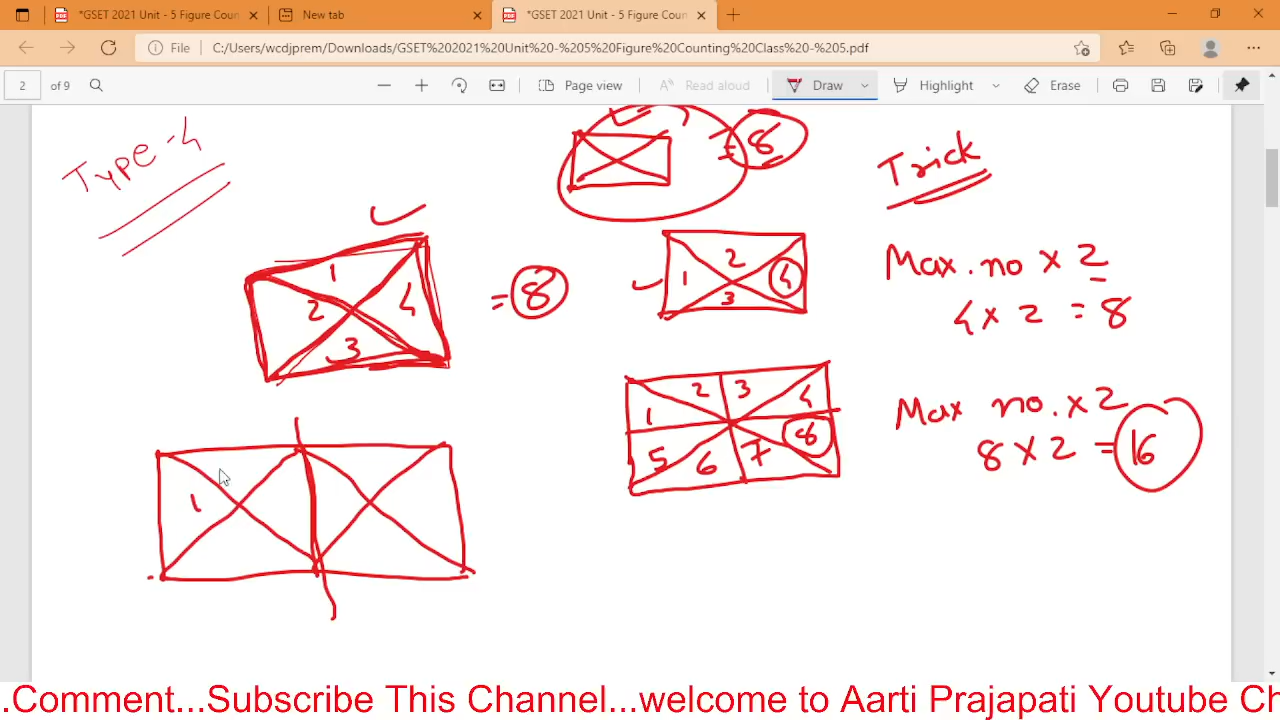 *GSET 2021 Unit - 5 Figure Coun
New tab
*GSET 2021 Unit - 5 Figure Coun
File
C:/Users/wcdjprem/Downloads/GSET%202021%20Unit%20-%205%20Figure%20Counting%20Class%20-%205.pdf
2 of 9
Page view
Read aloud
Draw
Highlight
Erase
Type-4
= 8
Trick
1
2
3
4
= 8
1
2
3
4
Max. no x 2
4 x 2 = 8
1
2
3
4
5
6
7
8
Max no. x 2
8 x 2 = 16
1
.Comment...Subscribe This Channel...welcome to Aarti Prajapati Youtube Ch